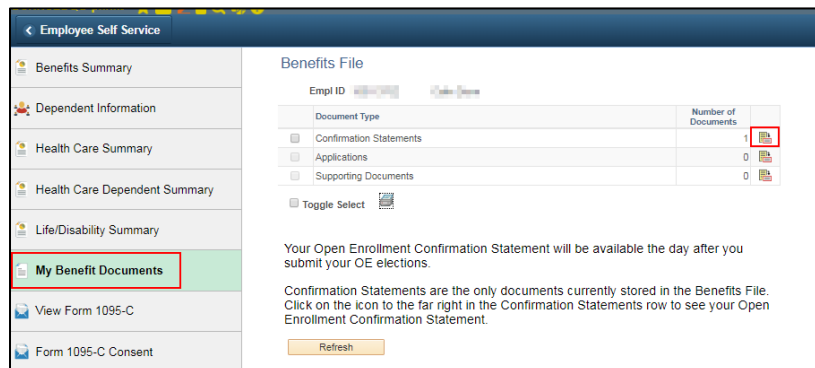 Employee Self Service
Benefits Summary
Dependent Information
Health Care Summary
Health Care Dependent Summary
Life/Disability Summary
My Benefit Documents
View Form 1095-C
Form 1095-C Consent
Benefits File
Empl ID
Document Type Number of Documents
Confirmation Statements 1
Applications 0
Supporting Documents 0
Toggle Select
Your Open Enrollment Confirmation Statement will be available the day after you
submit your OE elections.
Confirmation Statements are the only documents currently stored in the Benefits File.
Click on the icon to the far right in the Confirmation Statements row to see your Open
Enrollment Confirmation Statement.
Refresh